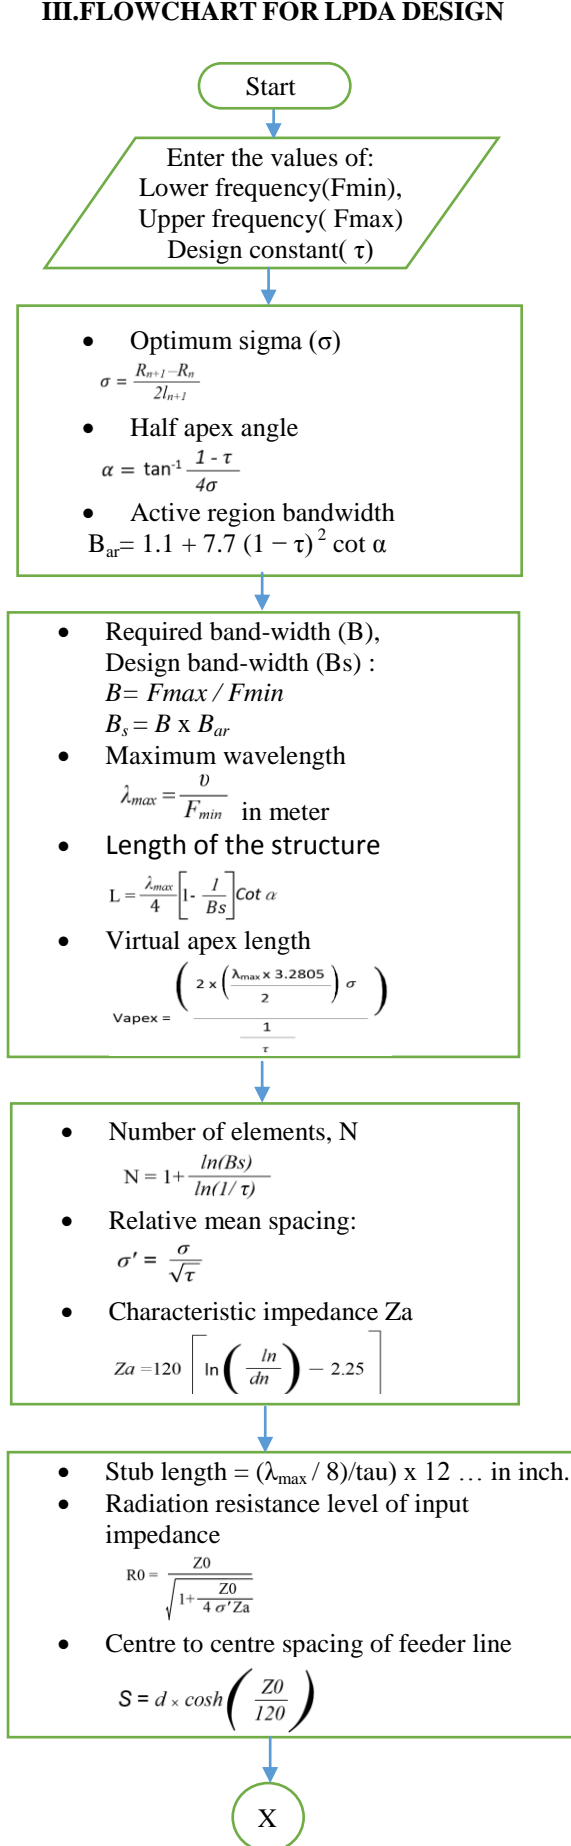 III.FLOWCHART FOR LPDA DESIGN
Start
Enter the values of:
Lower frequency(Fmin),
Upper frequency( Fmax)
Design constant( τ)
• Optimum sigma (σ)
σ = (Rₙ₊₁ – Rₙ) / 2lₙ₊₁
• Half apex angle
α = tan⁻¹ (1 - τ) / 4σ
• Active region bandwidth
Bₐᵣ= 1.1 + 7.7 (1 − τ)² cot α
• Required band-width (B),
Design band-width (Bs) :
B= Fmax / Fmin
Bₛ = B x Bₐᵣ
• Maximum wavelength
λmax = υ / Fmin in meter
• Length of the structure
L = λmax / 4 [1- 1 / Bs] Cot α
• Virtual apex length
Vapex = ( 2 x ( λmax x 3.2805 / 2 ) σ / 1 / τ )
• Number of elements, N
N = 1+ ln(Bs) / ln(1/ τ)
• Relative mean spacing:
σ′ = σ / √τ
• Characteristic impedance Za
Za =120 [ ln ( ln / dn ) − 2.25 ]
• Stub length = (λmax / 8)/tau) x 12 … in inch.
• Radiation resistance level of input
impedance
R0 = Z0 / √(1+ Z0 / 4 σ′Za)
• Centre to centre spacing of feeder line
S = d × cosh ( Z0 / 120 )
X